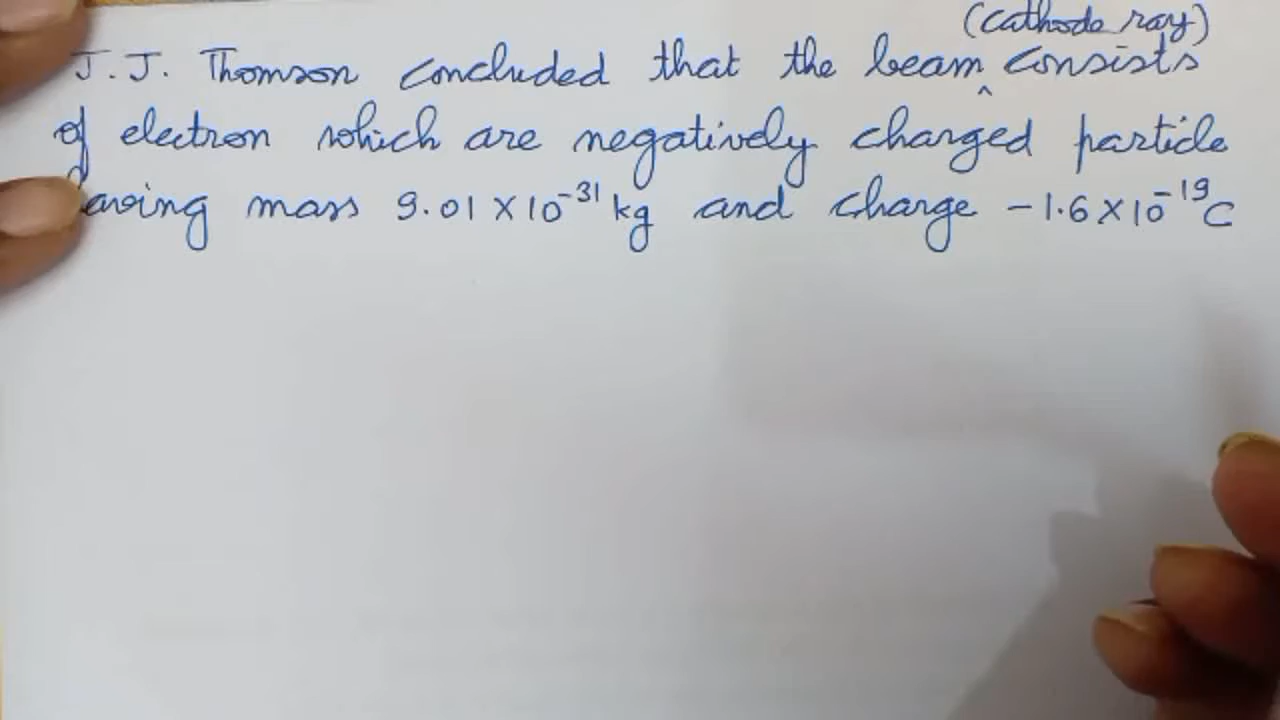 (cathode ray)
J.J. Thomson concluded that the beam ^ consists
of electron which are negatively charged particle
having mass 9.01 × 10⁻³¹ kg and charge -1.6 × 10⁻¹⁹ C